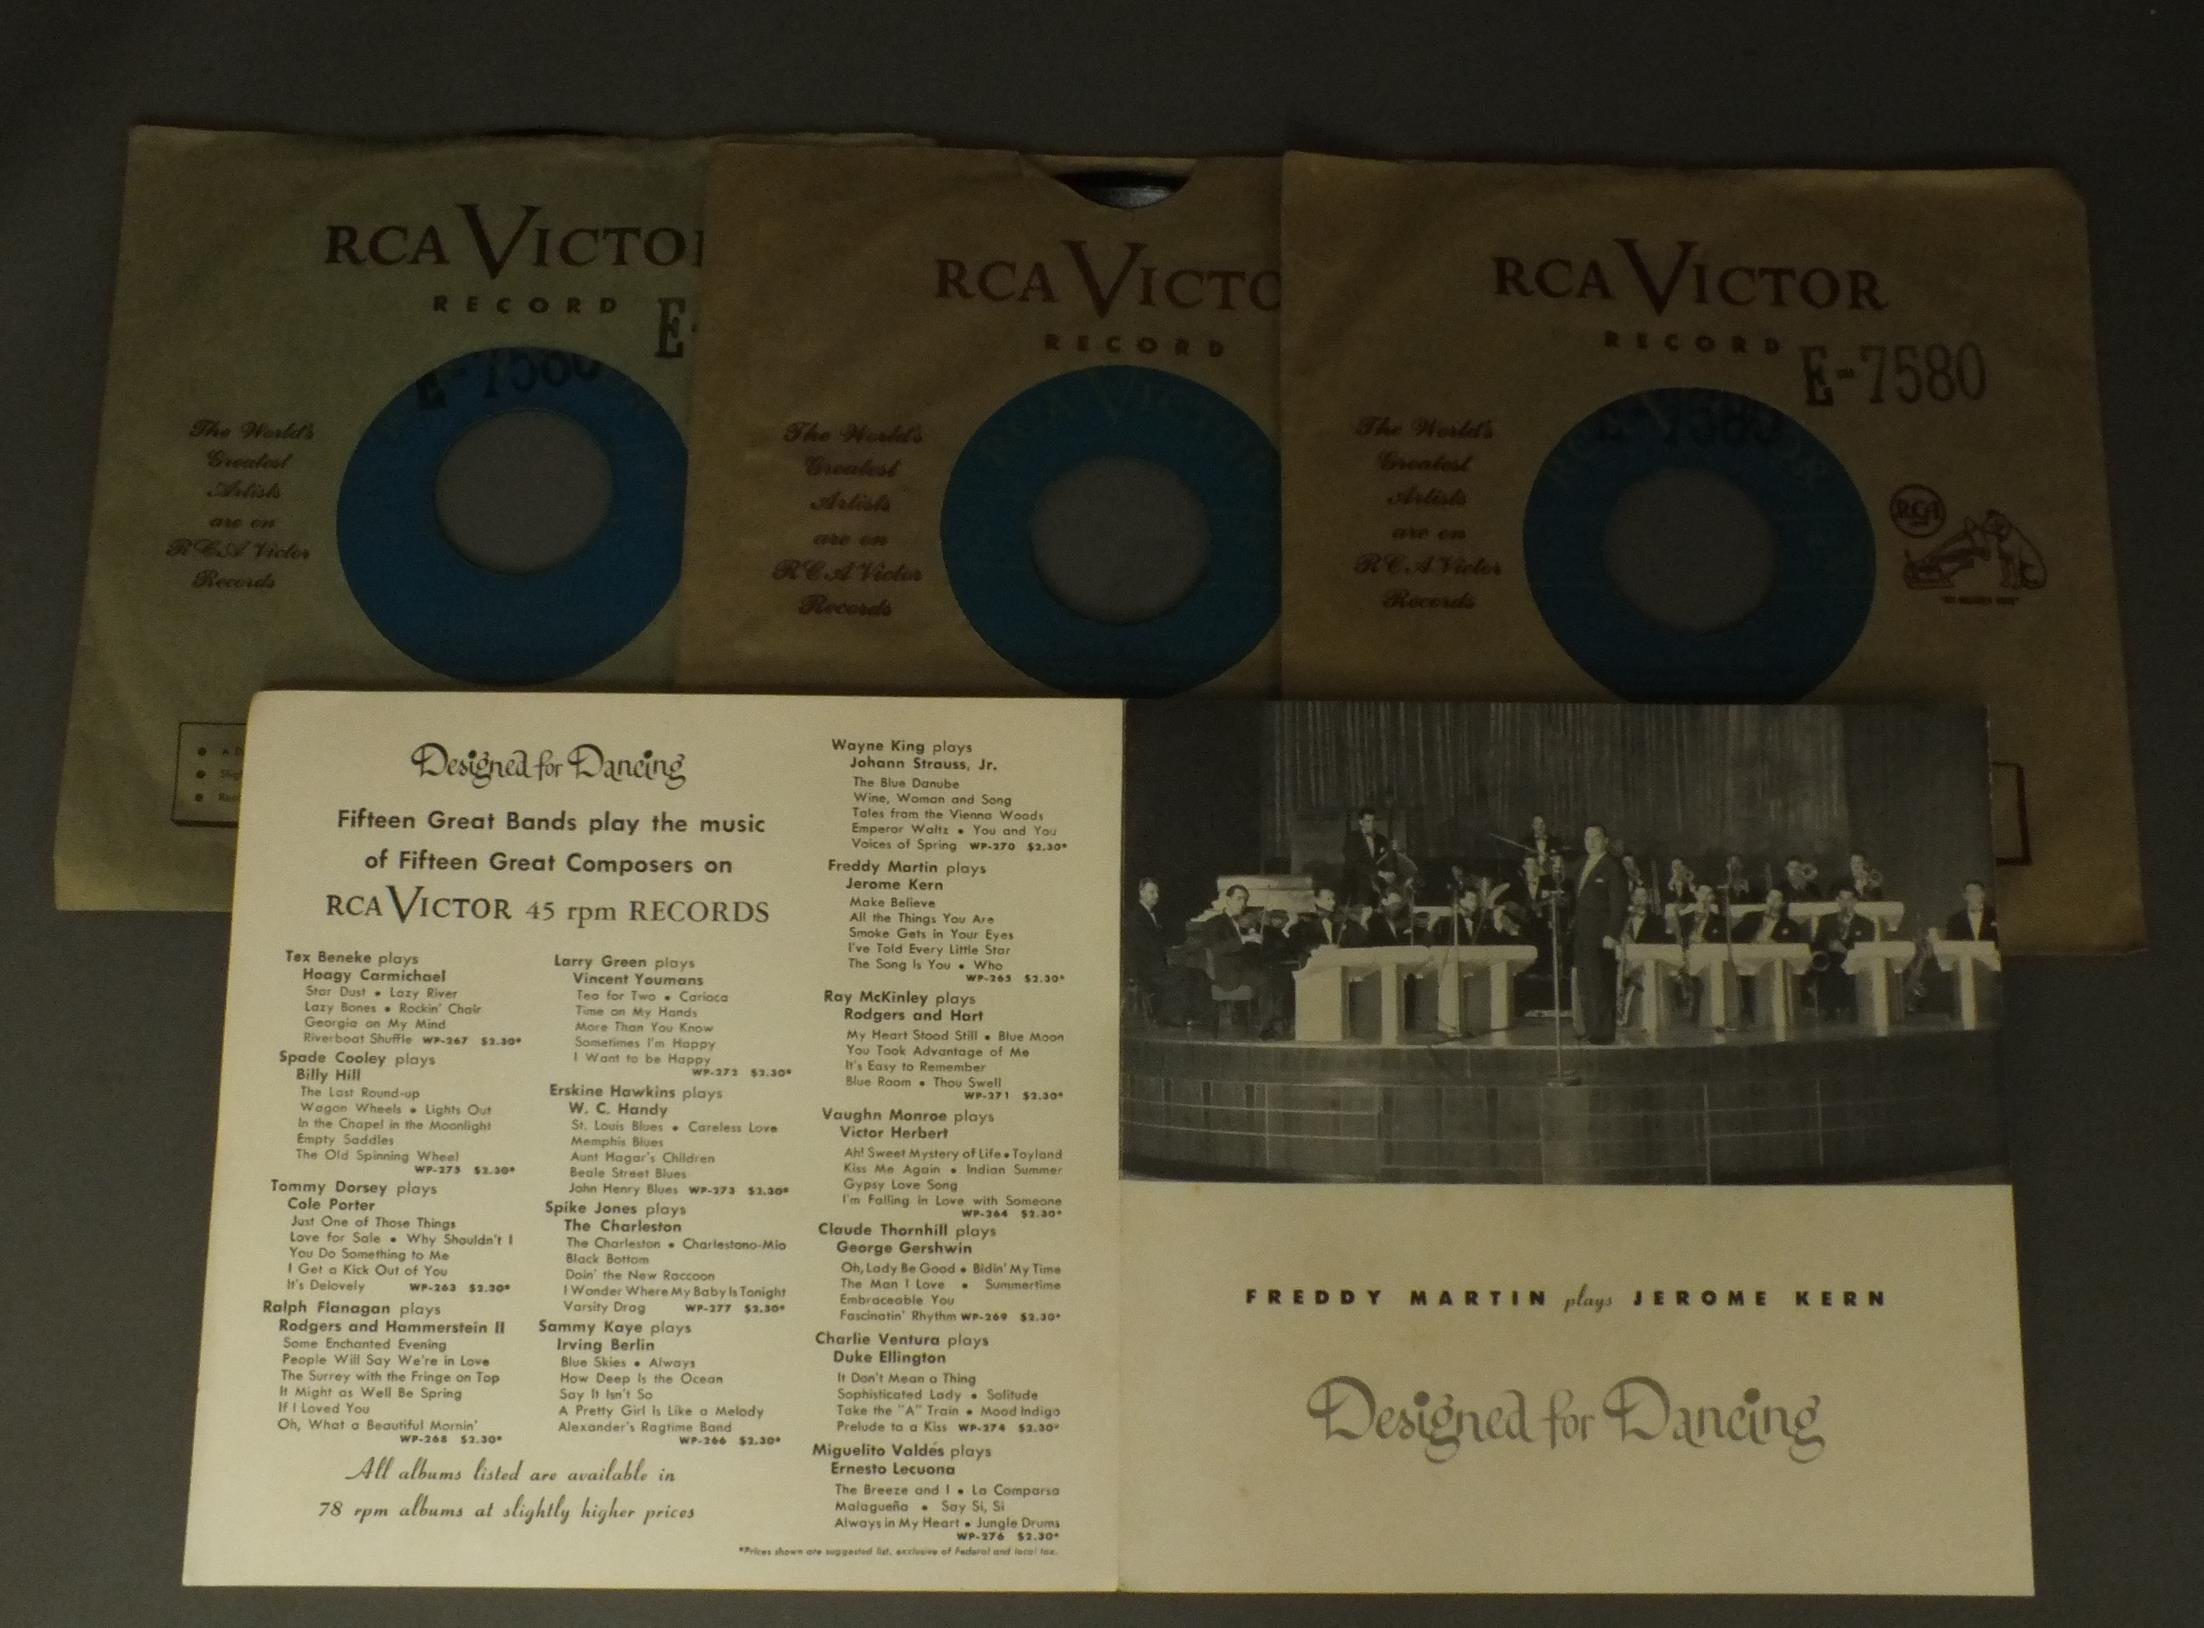 RCA VICTO
RECORD
E-
E-7580
The World's
Greatest
Artists
are on
RCA Victor
Records
RCA VICTO
RECORD
RCA VICTOR
The World's
Greatest
Artists
are on
RCA Victor
Records
RCA VICTOR
RECORD
E-7580
E-7585
RCA VICTOR
The World's
Greatest
Artists
are on
RCA Victor
Records
RCA
"HIS MASTER'S VOICE"
Designed for Dancing
Fifteen Great Bands play the music
of Fifteen Great Composers on
RCA VICTOR 45 rpm RECORDS
Tex Beneke plays
Hoagy Carmichael
Star Dust • Lazy River
Lazy Bones • Rockin' Chair
Georgia on My Mind
Riverboat Shuffle WP-267 $2.30*
Spade Cooley plays
Billy Hill
The Last Round-up
Wagon Wheels • Lights Out
In the Chapel in the Moonlight
Empty Saddles
The Old Spinning Wheel
WP-275 $2.30*
Tommy Dorsey plays
Cole Porter
Just One of Those Things
Love for Sale • Why Shouldn't I
You Do Something to Me
I Get a Kick Out of You
It's Delovely WP-263 $2.30*
Ralph Flanagan plays
Rodgers and Hammerstein II
Some Enchanted Evening
People Will Say We're in Love
The Surrey with the Fringe on Top
It Might as Well Be Spring
If I Loved You
Oh, What a Beautiful Mornin'
WP-268 $2.30*
Larry Green plays
Vincent Youmans
Tea for Two • Carioca
Time on My Hands
More Than You Know
Sometimes I'm Happy
I Want to be Happy
WP-272 $2.30*
Erskine Hawkins plays
W. C. Handy
St. Louis Blues • Careless Love
Memphis Blues
Aunt Hagar's Children
Beale Street Blues
John Henry Blues WP-273 $2.30*
Spike Jones plays
The Charleston
The Charleston • Charlestono-Mio
Black Bottom
Doin' the New Raccoon
I Wonder Where My Baby Is Tonight
Varsity Drag WP-277 $2.30*
Sammy Kaye plays
Irving Berlin
Blue Skies • Always
How Deep Is the Ocean
Say It Isn't So
A Pretty Girl Is Like a Melody
Alexander's Ragtime Band
WP-266 $2.30*
Wayne King plays
Johann Strauss, Jr.
The Blue Danube
Wine, Woman and Song
Tales from the Vienna Woods
Emperor Waltz • You and You
Voices of Spring WP-270 $2.30*
Freddy Martin plays
Jerome Kern
Make Believe
All the Things You Are
Smoke Gets in Your Eyes
I've Told Every Little Star
The Song Is You • Who
WP-265 $2.30*
Ray McKinley plays
Rodgers and Hart
My Heart Stood Still • Blue Moon
You Took Advantage of Me
It's Easy to Remember
Blue Room • Thou Swell
WP-271 $2.30*
Vaughn Monroe plays
Victor Herbert
Ah! Sweet Mystery of Life • Toyland
Kiss Me Again • Indian Summer
Gypsy Love Song
I'm Falling in Love with Someone
WP-264 $2.30*
Claude Thornhill plays
George Gershwin
Oh, Lady Be Good • Bidin' My Time
The Man I Love • Summertime
Embraceable You
Fascinatin' Rhythm WP-269 $2.30*
Charlie Ventura plays
Duke Ellington
It Don't Mean a Thing
Sophisticated Lady • Solitude
Take the "A" Train • Mood Indigo
Prelude to a Kiss WP-274 $2.30*
Miguelito Valdés plays
Ernesto Lecuona
The Breeze and I • La Comparsa
Malagueña • Say Si, Si
Always in My Heart • Jungle Drums
WP-276 $2.30*
All albums listed are available in
78 rpm albums at slightly higher prices
*Prices shown are suggested list, exclusive of Federal and local tax.
FREDDY MARTIN plays JEROME KERN
Designed for Dancing